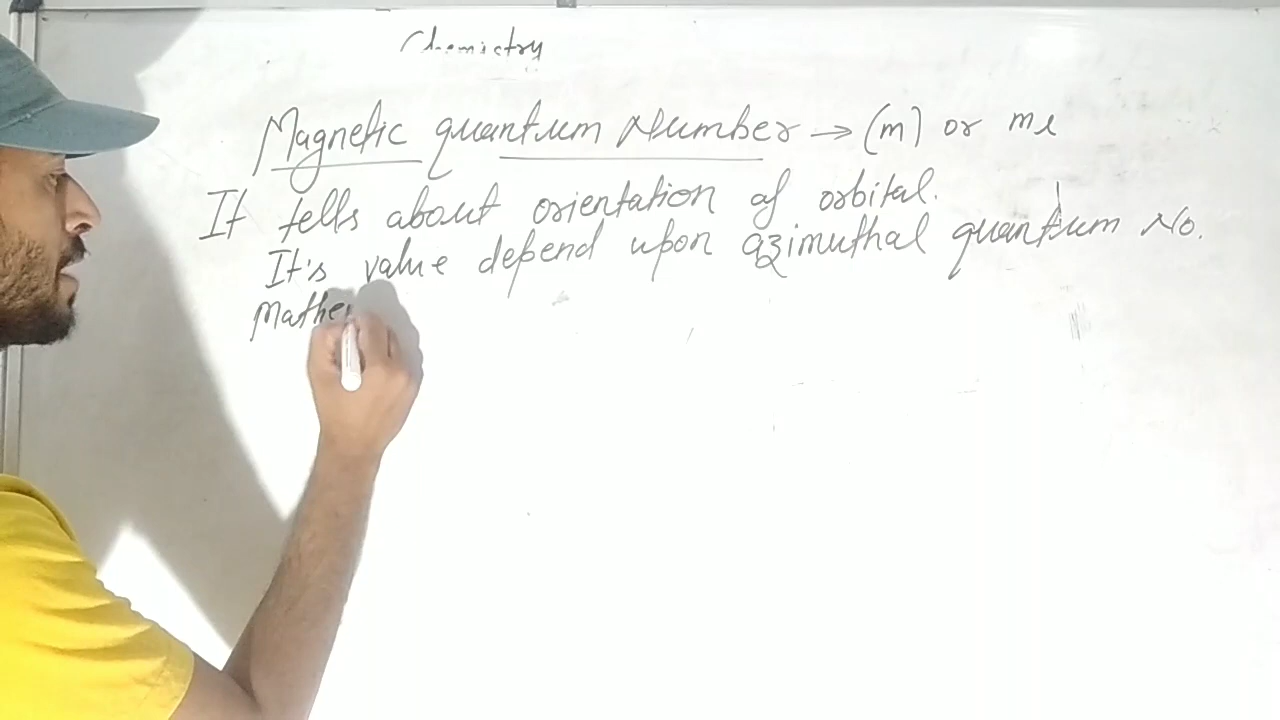 Chemistry
Magnetic quantum Number → (m) or ml
It tells about orientation of orbital.
It's value depend upon azimuthal quantum No.
Mathe